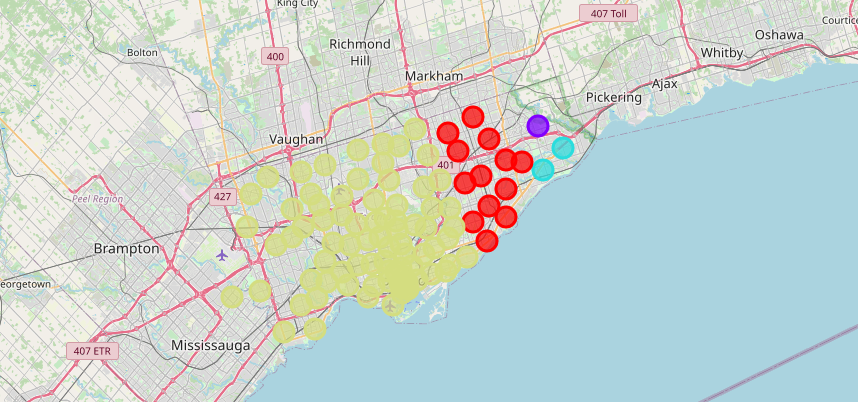 King City
407 Toll
Courtice
Oshawa
Bolton
Richmond
Hill
400
Whitby
Markham
Ajax
Pickering
Vaughan
401
427
Peel Region
Brampton
eorgetown
Mississauga
407 ETR